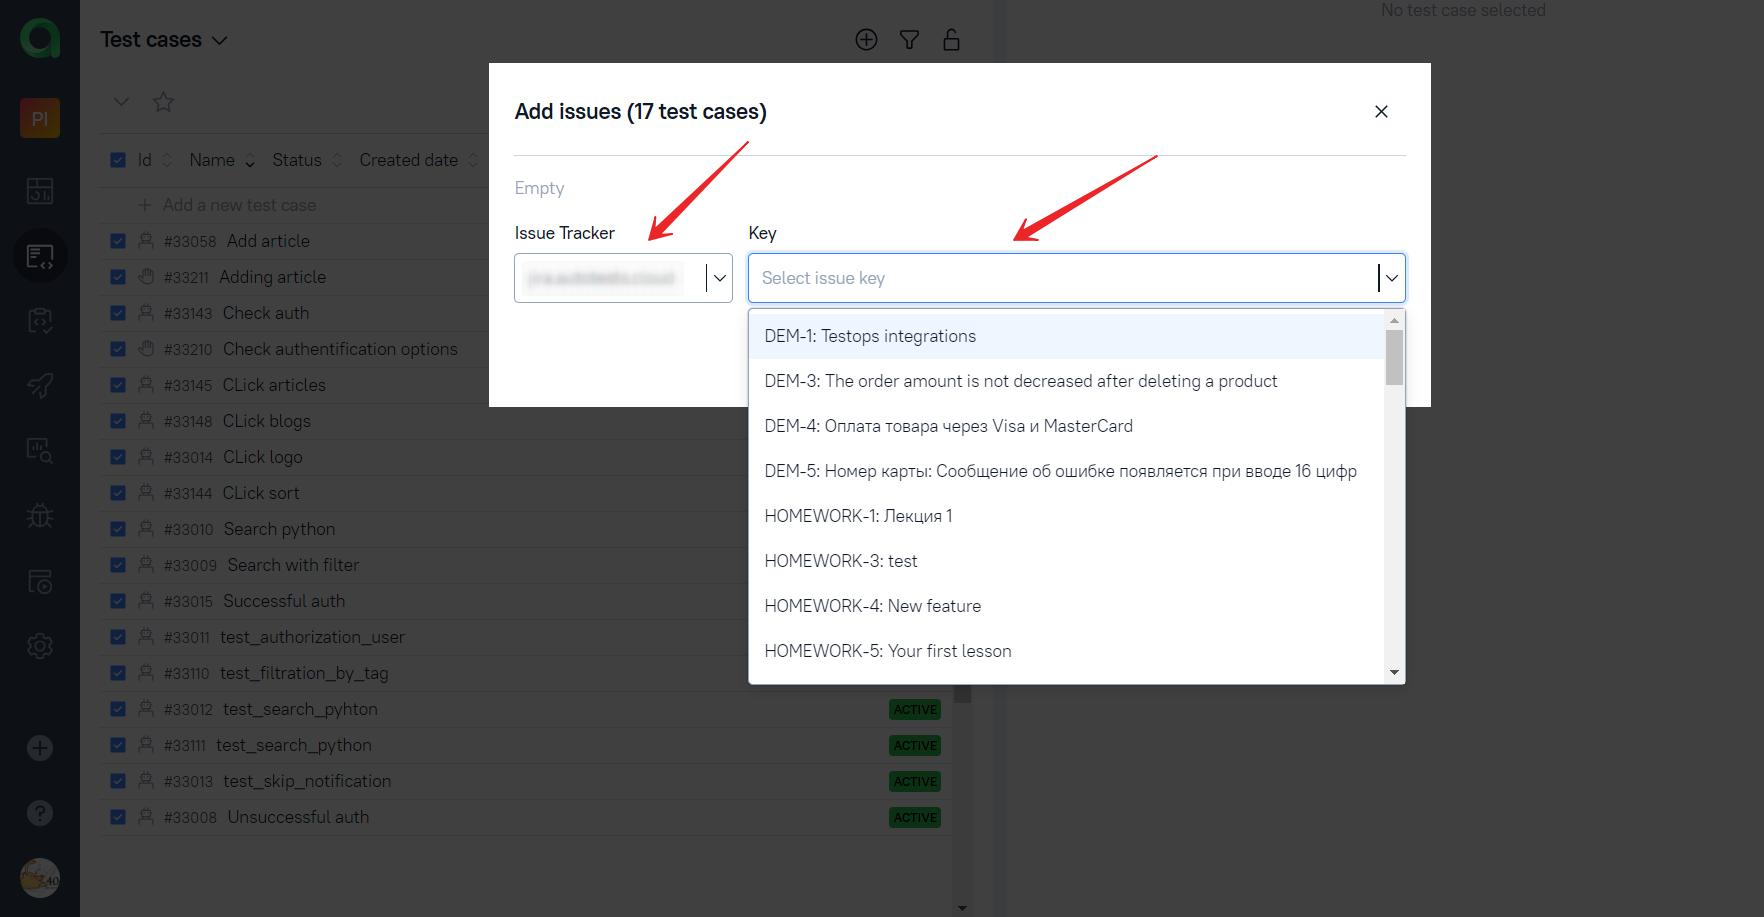 No test case selected
Test cases
PI
Add issues (17 test cases)
Id Name Status Created date
Empty
Add a new test case
Issue Tracker Key
#33058 Add article
#33211 Adding article
Select issue key
#33143 Check auth
DEM-1: Testops integrations
#33210 Check authentification options
DEM-3: The order amount is not decreased after deleting a product
#33145 CLick articles
#33148 CLick blogs
DEM-4: Оплата товара через Visa и MasterCard
#33014 CLick logo
DEM-5: Номер карты: Сообщение об ошибке появляется при вводе 16 цифр
#33144 CLick sort
HOMEWORK-1: Лекция 1
#33010 Search python
#33009 Search with filter
HOMEWORK-3: test
#33015 Successful auth
HOMEWORK-4: New feature
#33011 test_authorization_user
HOMEWORK-5: Your first lesson
#33110 test_filtration_by_tag
#33012 test_search_pyhton ACTIVE
#33111 test_search_python ACTIVE
#33013 test_skip_notification ACTIVE
#33008 Unsuccessful auth ACTIVE